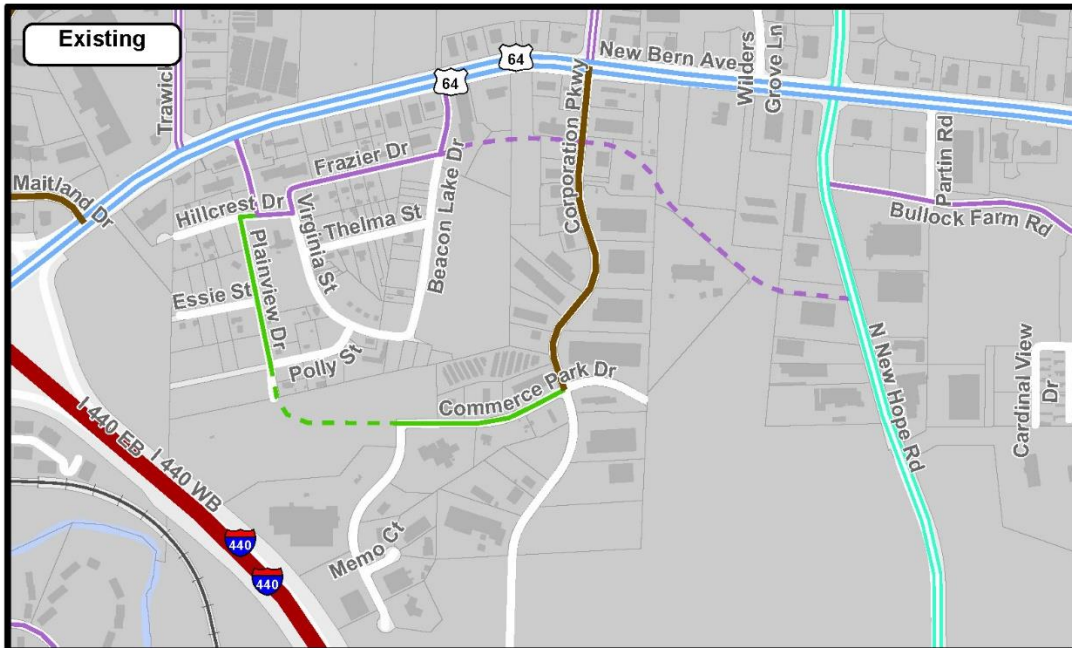 Existing
64
New Bern Ave
64
Trawick
Wilders
Grove Ln
Corporation Pkwy
Maitland Dr
Frazier Dr
Hillcrest Dr
Virginia St
Thelma St
Beacon Lake Dr
Partin Rd
Bullock Farm Rd
Plainview Dr
Essie St
Polly St
Commerce Park Dr
N New Hope Rd
Cardinal View
Dr
I 440 EB
I 440 WB
440
440
Memo Ct